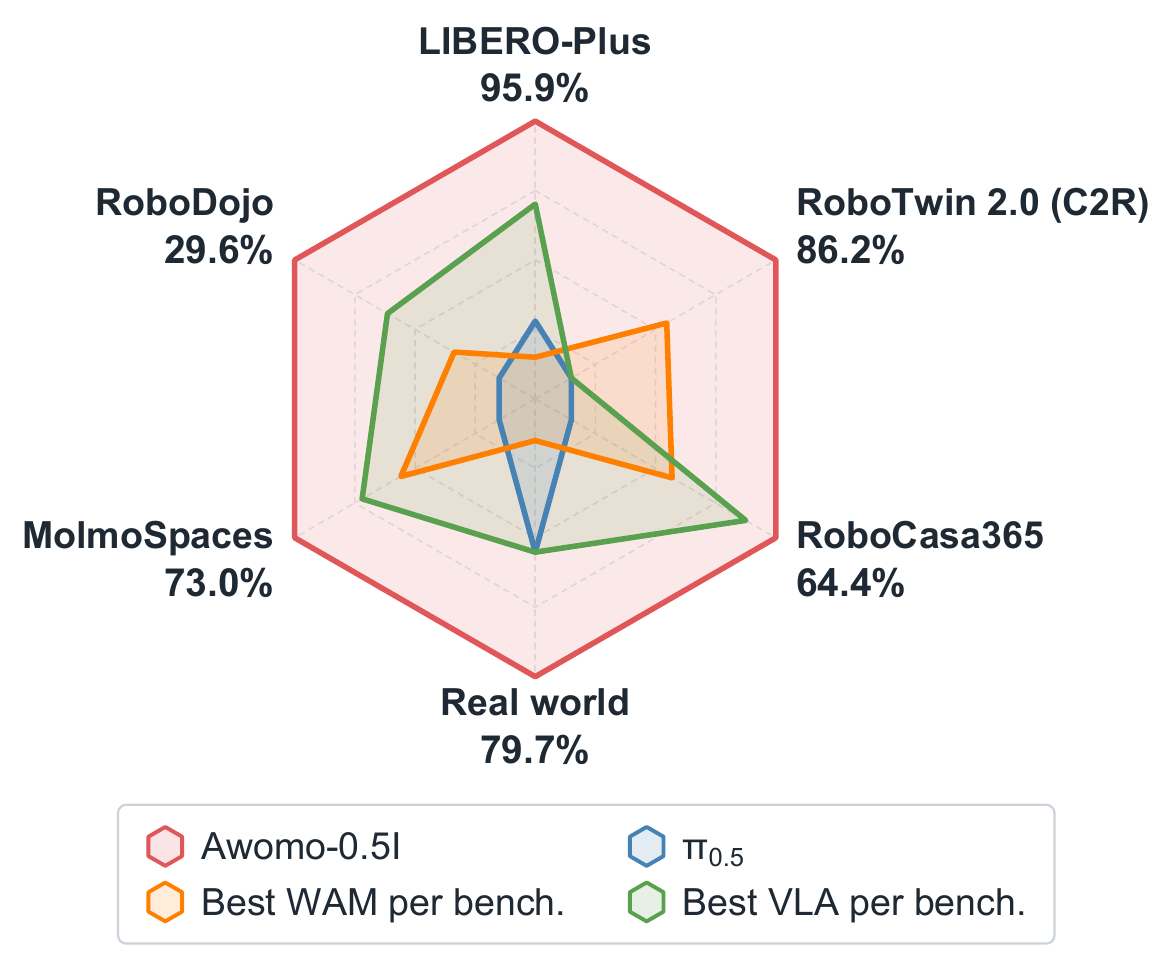 LIBERO-Plus
95.9%
RoboDojo
29.6%
RoboTwin 2.0 (C2R)
86.2%
MolmoSpaces
73.0%
RoboCasa365
64.4%
Real world
79.7%
Awomo-0.5I
π₀.₅
Best WAM per bench.
Best VLA per bench.